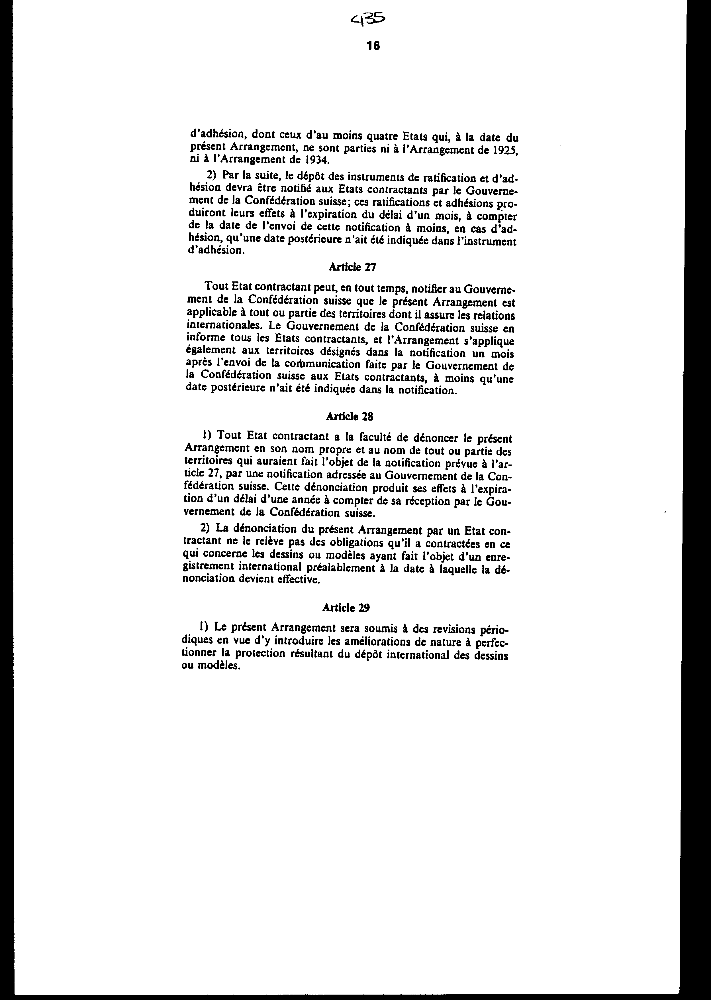 435
16
d'adhésion, dont ceux d'au moins quatre Etats qui, à la date du
présent Arrangement, ne sont parties ni à l'Arrangement de 1925,
ni à l'Arrangement de 1934.
2) Par la suite, le dépôt des instruments de ratification et d'ad-
hésion devra être notifié aux Etats contractants par le Gouverne-
ment de la Confédération suisse; ces ratifications et adhésions pro-
duiront leurs effets à l'expiration du délai d'un mois, à compter
de la date de l'envoi de cette notification à moins, en cas d'ad-
hésion, qu'une date postérieure n'ait été indiquée dans l'instrument
d'adhésion.
Article 27
Tout Etat contractant peut, en tout temps, notifier au Gouverne-
ment de la Confédération suisse que le présent Arrangement est
applicable à tout ou partie des territoires dont il assure les relations
internationales. Le Gouvernement de la Confédération suisse en
informe tous les Etats contractants, et l'Arrangement s'applique
également aux territoires désignés dans la notification un mois
après l'envoi de la communication faite par le Gouvernement de
la Confédération suisse aux Etats contractants, à moins qu'une
date postérieure n'ait été indiquée dans la notification.
Article 28
1) Tout Etat contractant a la faculté de dénoncer le présent
Arrangement en son nom propre et au nom de tout ou partie des
territoires qui auraient fait l'objet de la notification prévue à l'ar-
ticle 27, par une notification adressée au Gouvernement de la Con-
fédération suisse. Cette dénonciation produit ses effets à l'expira-
tion d'un délai d'une année à compter de sa réception par le Gou-
vernement de la Confédération suisse.
2) La dénonciation du présent Arrangement par un Etat con-
tractant ne le relève pas des obligations qu'il a contractées en ce
qui concerne les dessins ou modèles ayant fait l'objet d'un enre-
gistrement international préalablement à la date à laquelle la dé-
nonciation devient effective.
Article 29
1) Le présent Arrangement sera soumis à des revisions pério-
diques en vue d'y introduire les améliorations de nature à perfec-
tionner la protection résultant du dépôt international des dessins
ou modèles.